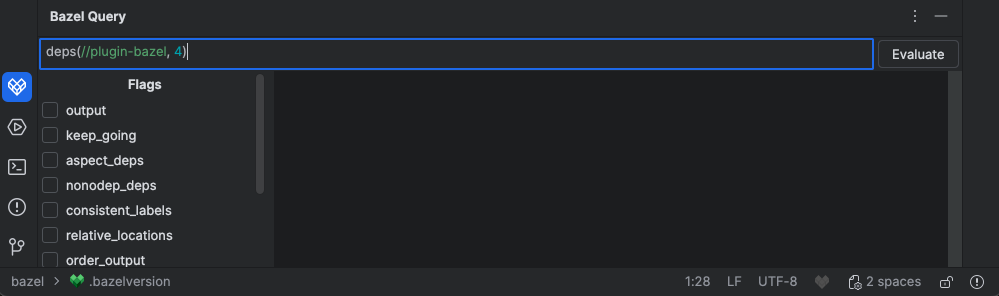 Bazel Query
deps(//plugin-bazel, 4)
Evaluate
Flags
output
keep_going
aspect_deps
nonodep_deps
consistent_labels
relative_locations
order_output
bazel > .bazelversion 1:28 LF UTF-8 2 spaces